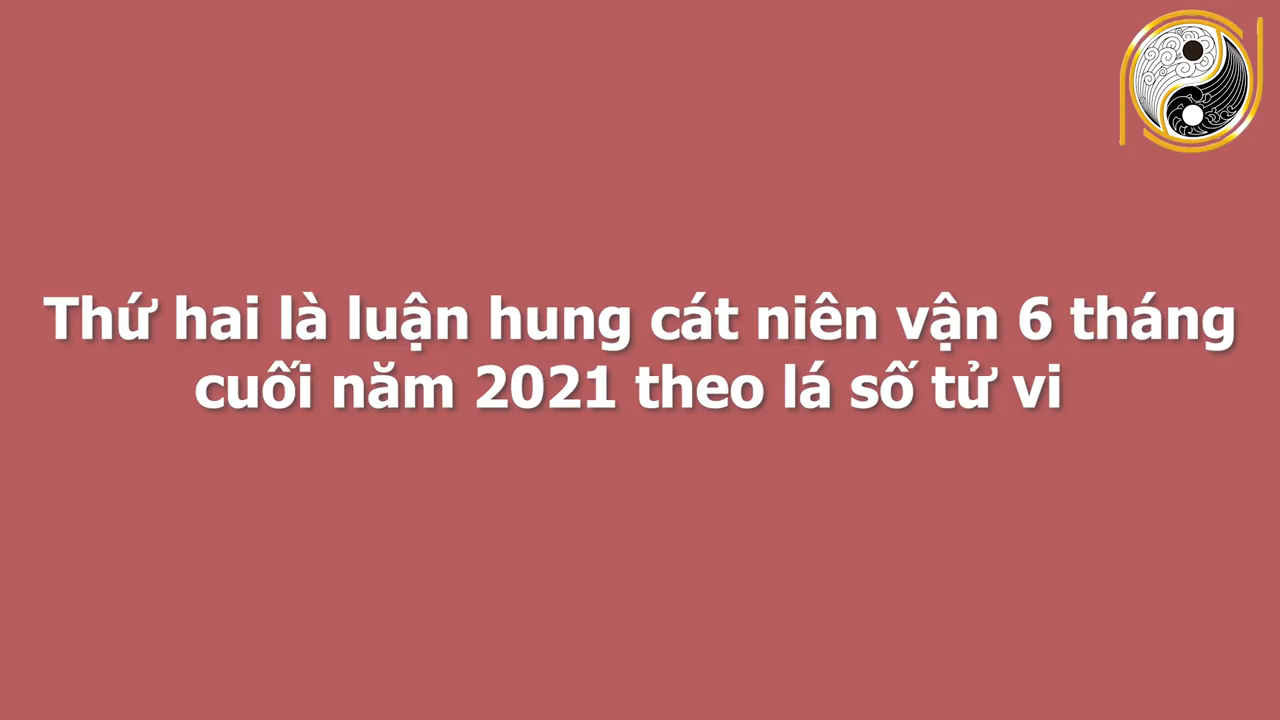 Thứ hai là luận hung cát niên vận 6 tháng
cuối năm 2021 theo lá số tử vi